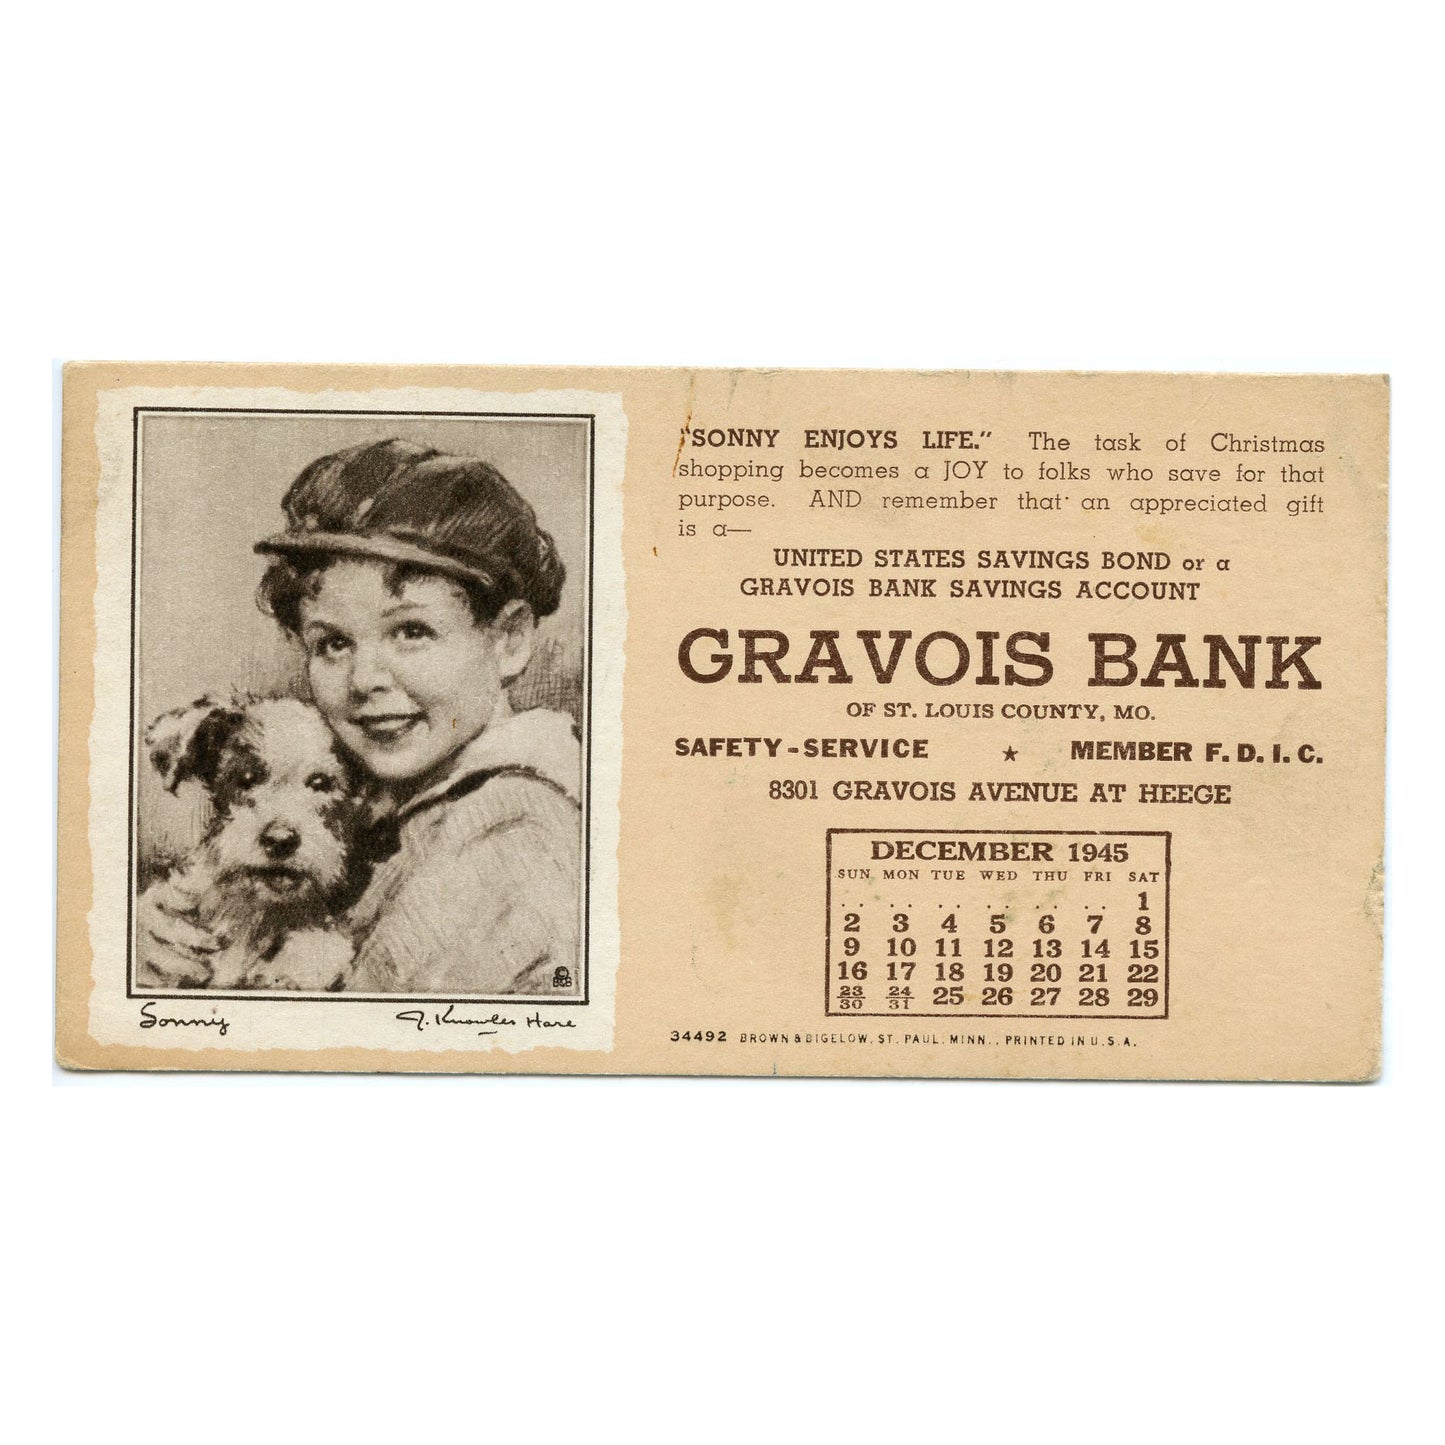 "SONNY ENJOYS LIFE." The task of Christmas
shopping becomes a JOY to folks who save for that
purpose. AND remember that an appreciated gift
is a—
UNITED STATES SAVINGS BOND or a
GRAVOIS BANK SAVINGS ACCOUNT
GRAVOIS BANK
OF ST. LOUIS COUNTY, MO.
SAFETY-SERVICE ★ MEMBER F. D. I. C.
8301 GRAVOIS AVENUE AT HEEGE
DECEMBER 1945
SUN MON TUE WED THU FRI SAT
. . . . . . . . . . . . 1
2 3 4 5 6 7 8
9 10 11 12 13 14 15
16 17 18 19 20 21 22
23/30 24/31 25 26 27 28 29
34492 BROWN & BIGELOW, ST. PAUL, MINN., PRINTED IN U.S.A.
© B&B
Sonny
J. Knowles Hare